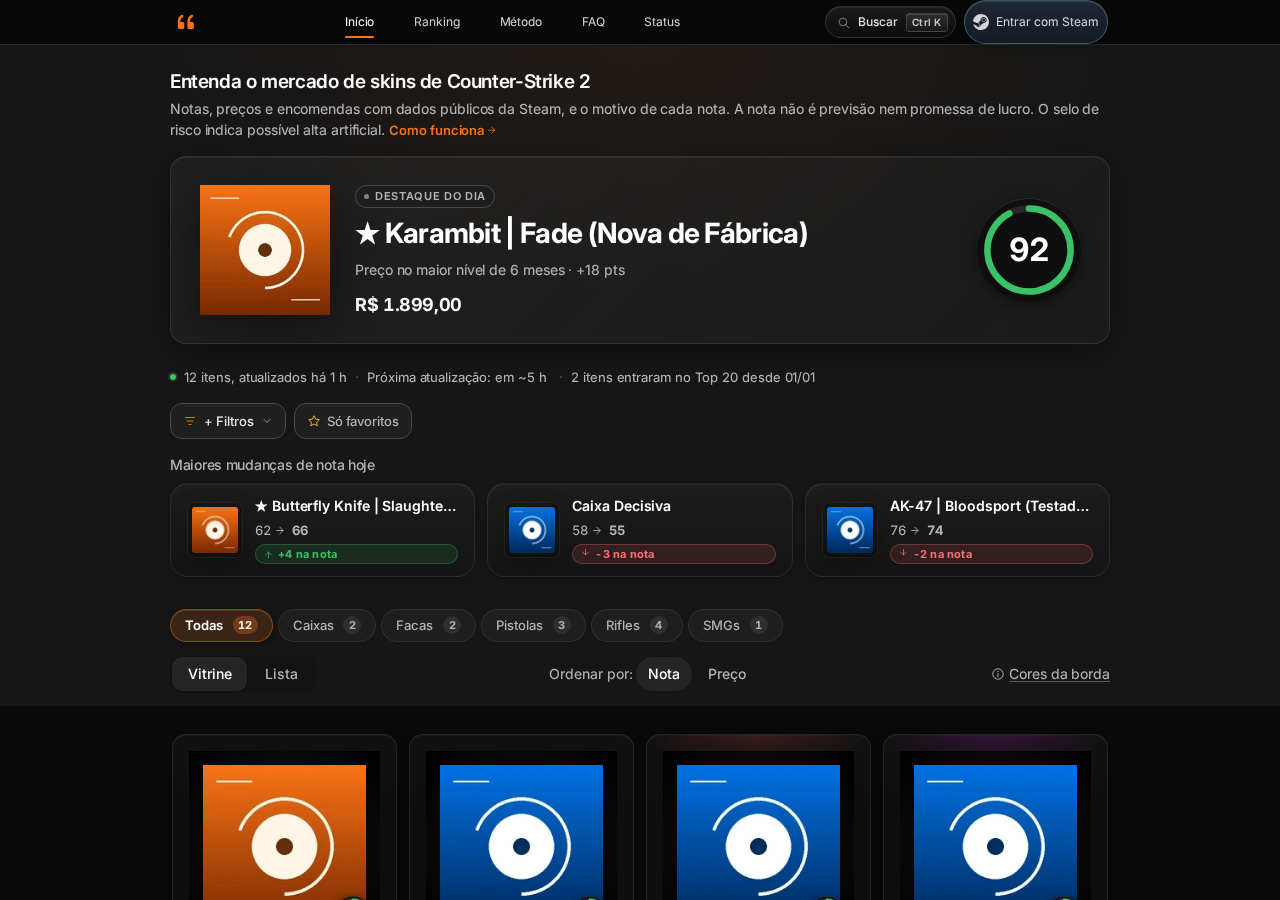 Início Ranking Método FAQ Status Buscar Ctrl K Entrar com Steam
Entenda o mercado de skins de Counter-Strike 2
Notas, preços e encomendas com dados públicos da Steam, e o motivo de cada nota. A nota não é previsão nem promessa de lucro. O selo de
risco indica possível alta artificial. Como funciona →
DESTAQUE DO DIA
★ Karambit | Fade (Nova de Fábrica)
Preço no maior nível de 6 meses · +18 pts
R$ 1.899,00
92
12 itens, atualizados há 1 h · Próxima atualização: em ~5 h · 2 itens entraram no Top 20 desde 01/01
+ Filtros Só favoritos
Maiores mudanças de nota hoje
★ Butterfly Knife | Slaughte...
62 → 66
↑ +4 na nota
Caixa Decisiva
58 → 55
↓ -3 na nota
AK-47 | Bloodsport (Testad...
76 → 74
↓ -2 na nota
Todas 12 Caixas 2 Facas 2 Pistolas 3 Rifles 4 SMGs 1
Vitrine Lista Ordenar por: Nota Preço Cores da borda